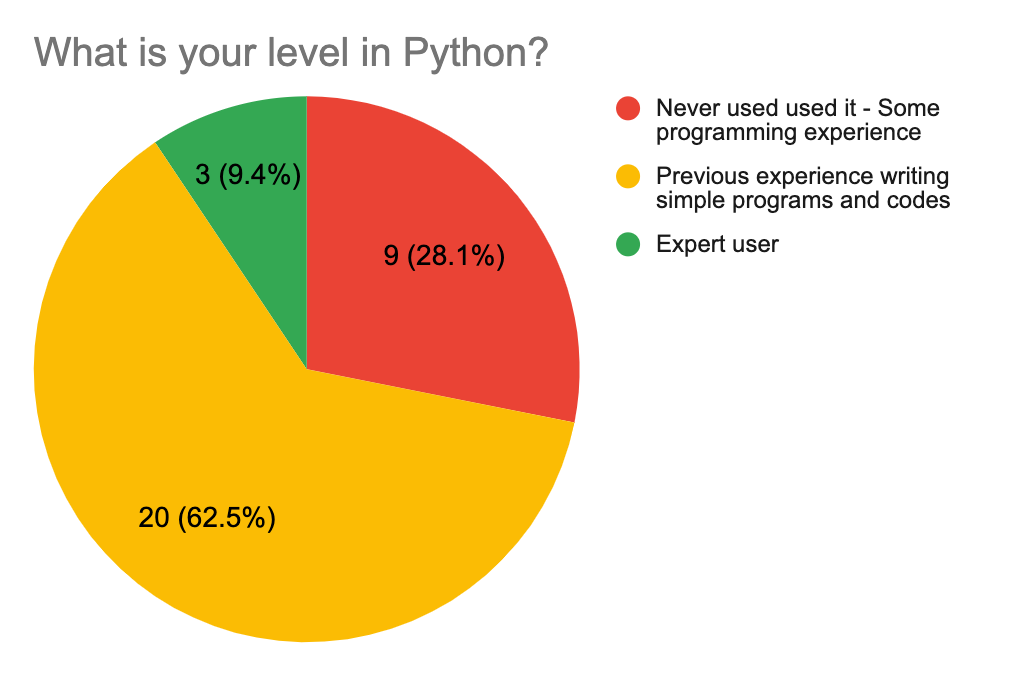 What is your level in Python?
Never used used it - Some
programming experience
Previous experience writing
simple programs and codes
Expert user
3 (9.4%)
9 (28.1%)
20 (62.5%)